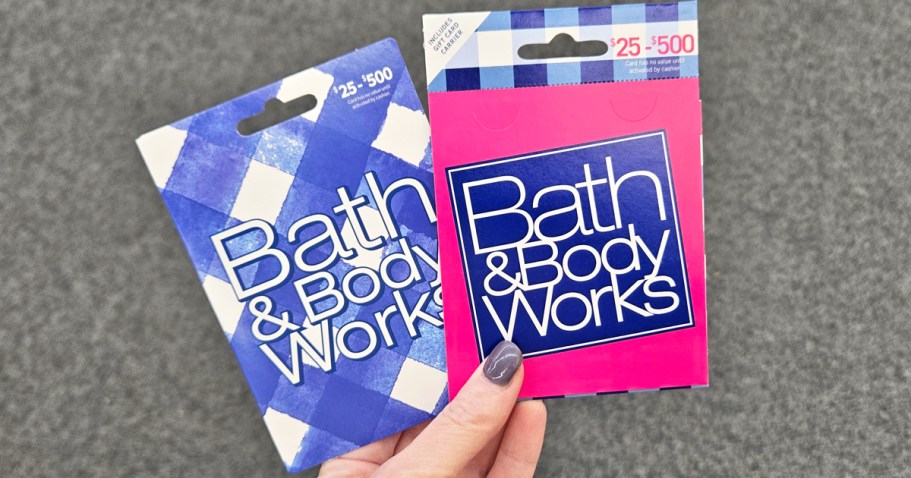 $25-$500
Card has no value until
activated by cashier.
Bath
& Body
Works
INCLUDES
GIFT CARD
CARRIER
$25-$500
Card has no value until
activated by cashier.
Bath
&Body
Works